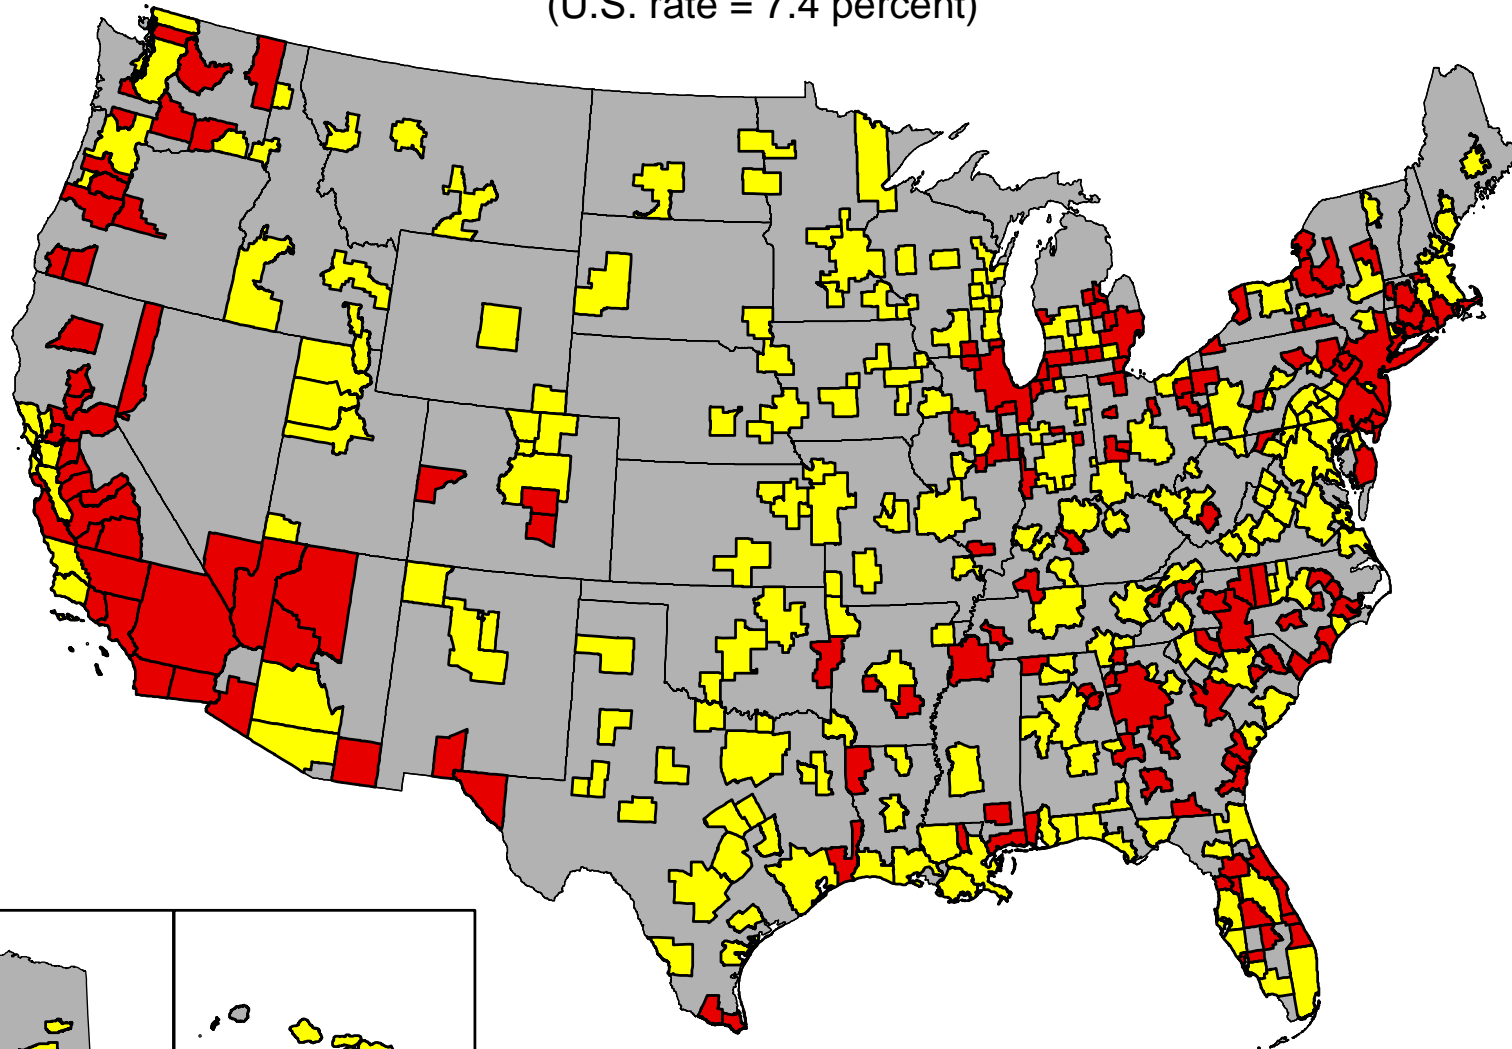 (U.S. rate = 7.4 percent)